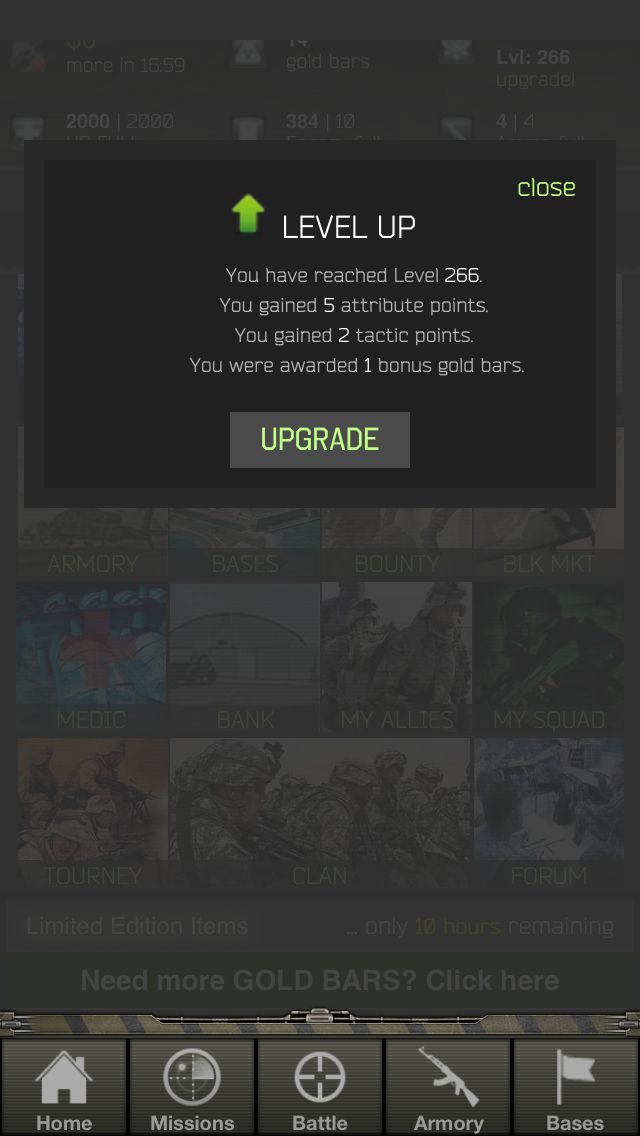 $0
more in 16:59
14
gold bars
Lvl: 266
upgrade!
2000 | 2000
384 | 10
4 | 4
close
LEVEL UP
You have reached Level 266.
You gained 5 attribute points.
You gained 2 tactic points.
You were awarded 1 bonus gold bars.
UPGRADE
ARMORY BASES BOUNTY BLK MKT
MEDIC BANK MY ALLIES MY SQUAD
TOURNEY CLAN FORUM
Limited Edition Items ... only 10 hours remaining
Need more GOLD BARS? Click here
Home Missions Battle Armory Bases